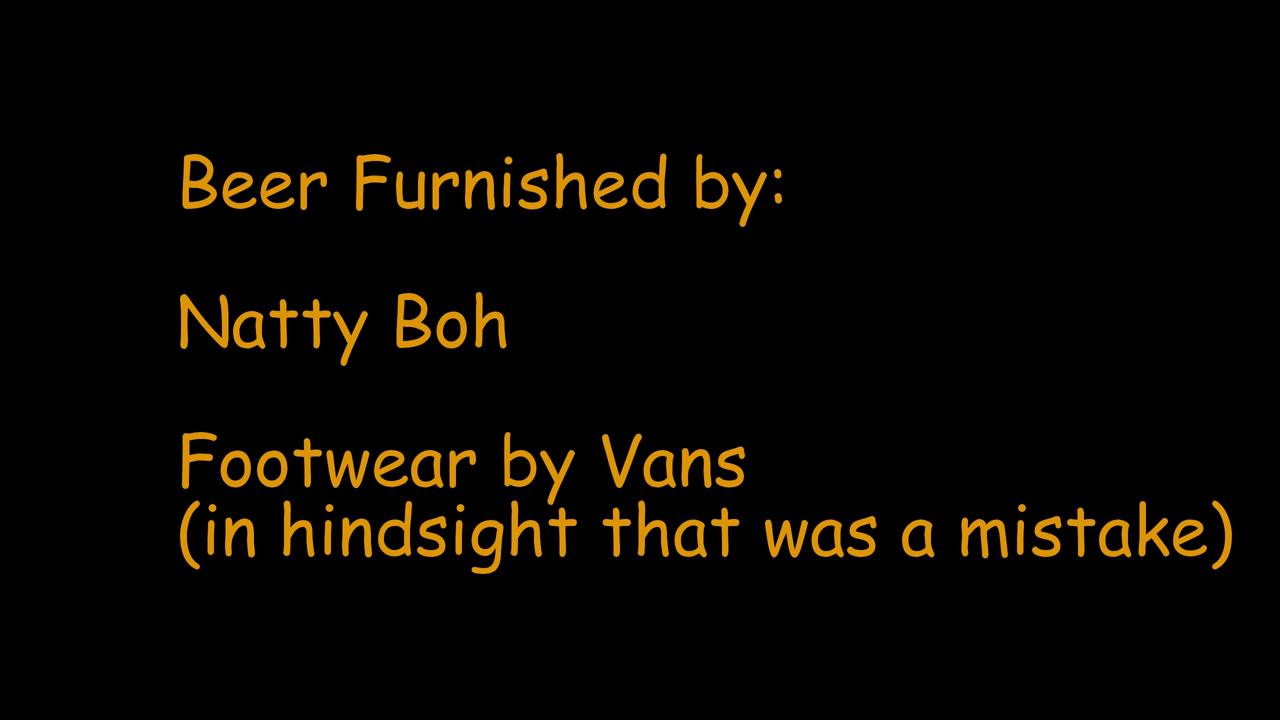 Beer Furnished by:
Natty Boh
Footwear by Vans
(in hindsight that was a mistake)